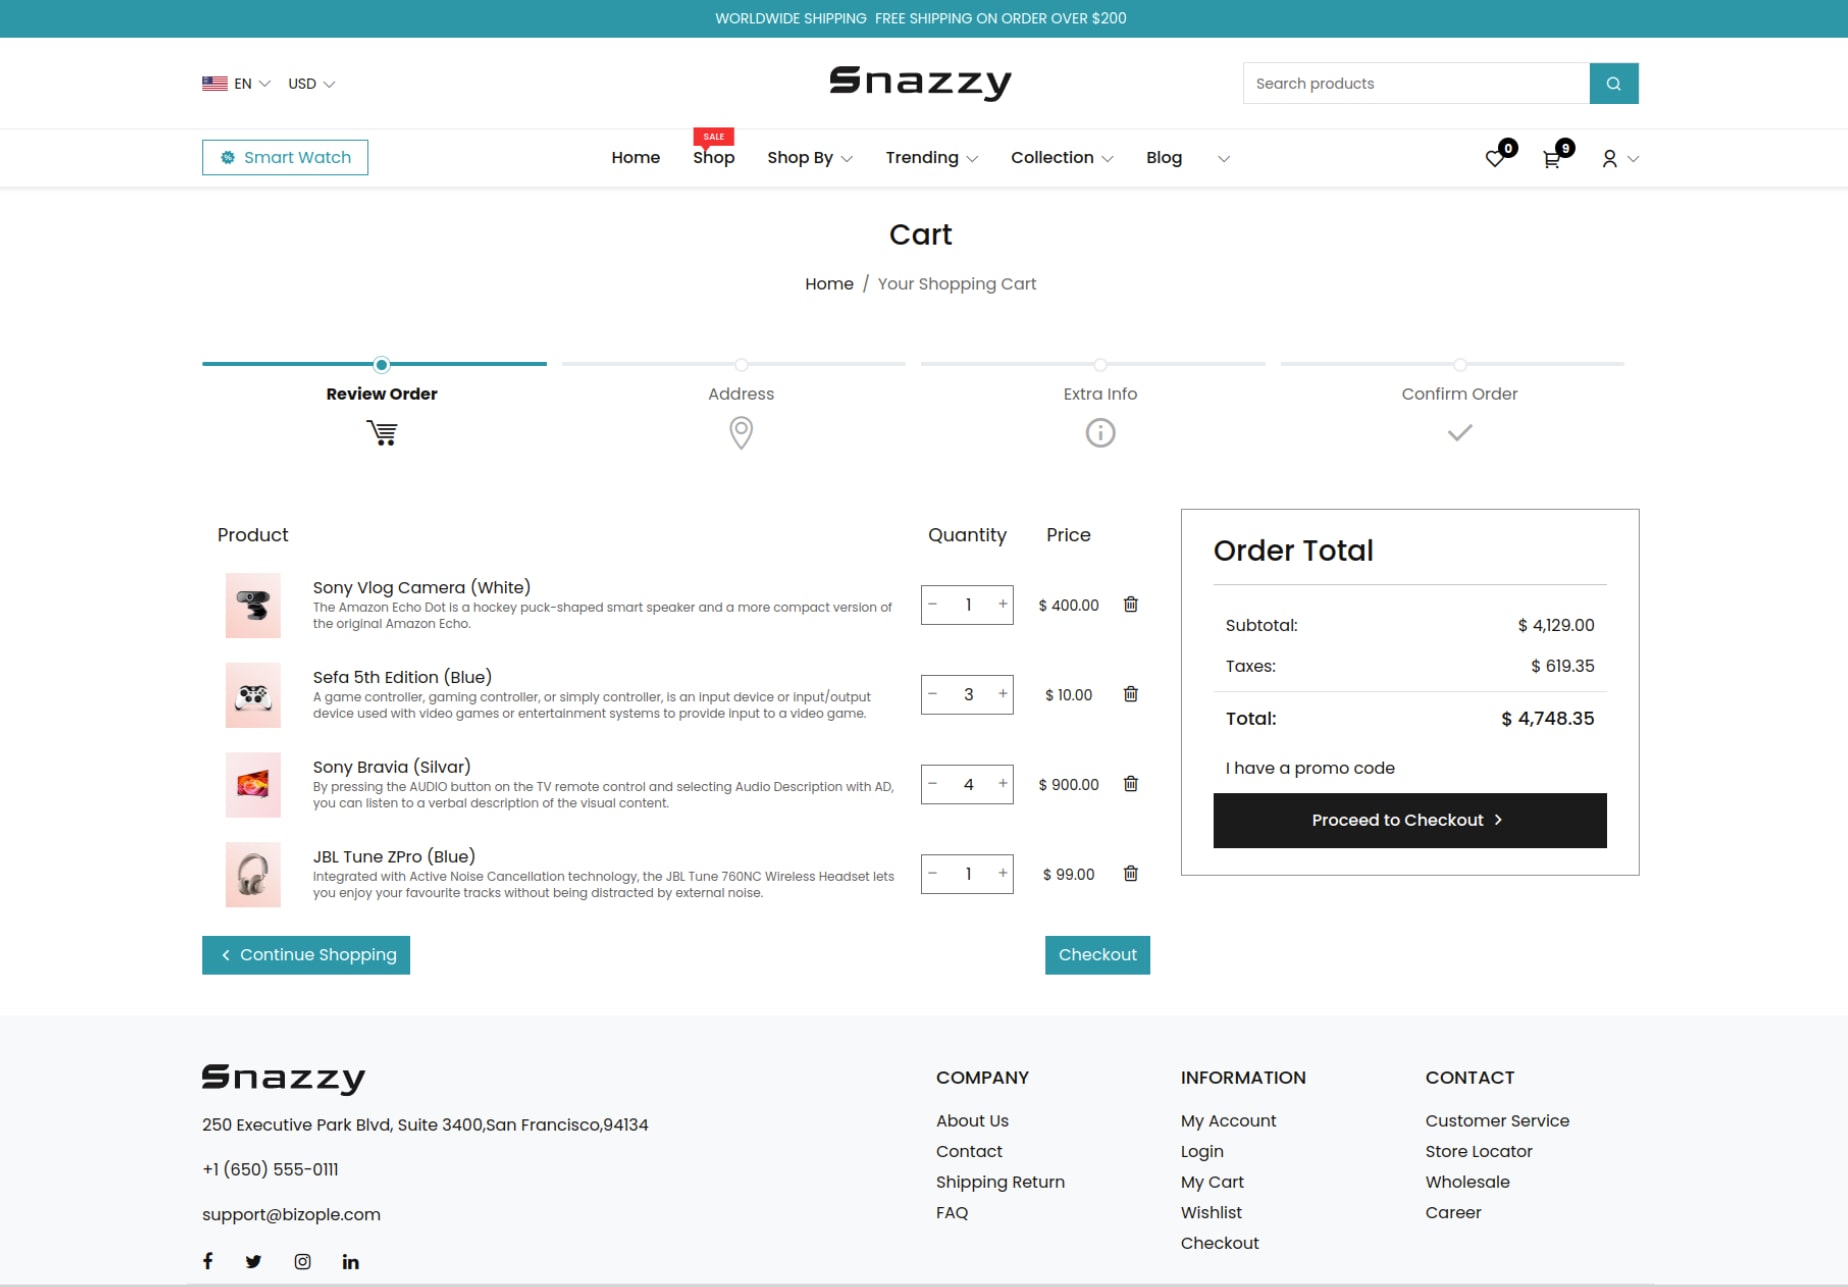 WORLDWIDE SHIPPING  FREE SHIPPING ON ORDER OVER $200
EN USD
Snazzy
Search products
Smart Watch
SALE
Home Shop Shop By Trending Collection Blog
0 9
Cart
Home / Your Shopping Cart
Review Order Address Extra Info Confirm Order
Product Quantity Price
Sony Vlog Camera (White)
The Amazon Echo Dot is a hockey puck-shaped smart speaker and a more compact version of
the original Amazon Echo.
− 1 + $ 400.00
Sefa 5th Edition (Blue)
A game controller, gaming controller, or simply controller, is an input device or input/output
device used with video games or entertainment systems to provide input to a video game.
− 3 + $ 10.00
Sony Bravia (Silvar)
By pressing the AUDIO button on the TV remote control and selecting Audio Description with AD,
you can listen to a verbal description of the visual content.
− 4 + $ 900.00
JBL Tune ZPro (Blue)
Integrated with Active Noise Cancellation technology, the JBL Tune 760NC Wireless Headset lets
you enjoy your favourite tracks without being distracted by external noise.
− 1 + $ 99.00
Continue Shopping Checkout
Order Total
Subtotal: $ 4,129.00
Taxes: $ 619.35
Total: $ 4,748.35
I have a promo code
Proceed to Checkout
Snazzy
250 Executive Park Blvd, Suite 3400,San Francisco,94134
+1 (650) 555-0111
support@bizople.com
COMPANY
About Us
Contact
Shipping Return
FAQ
INFORMATION
My Account
Login
My Cart
Wishlist
Checkout
CONTACT
Customer Service
Store Locator
Wholesale
Career